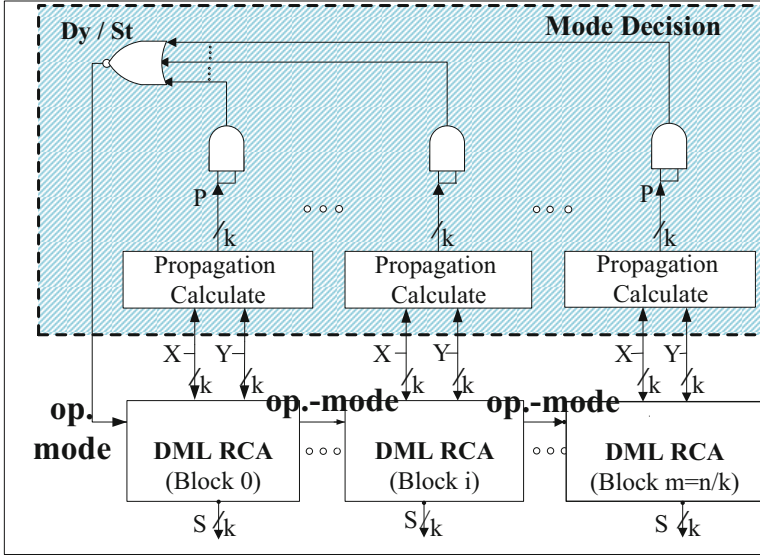 Dy / St
Mode Decision
P
P
k
k
k
Propagation
Calculate
Propagation
Calculate
Propagation
Calculate
X
Y
X
Y
X
Y
k
k
k
k
k
k
op.
mode
op.-mode
op.-mode
DML RCA
(Block 0)
DML RCA
(Block i)
DML RCA
(Block m=n/k)
S
k
S
k
S
k